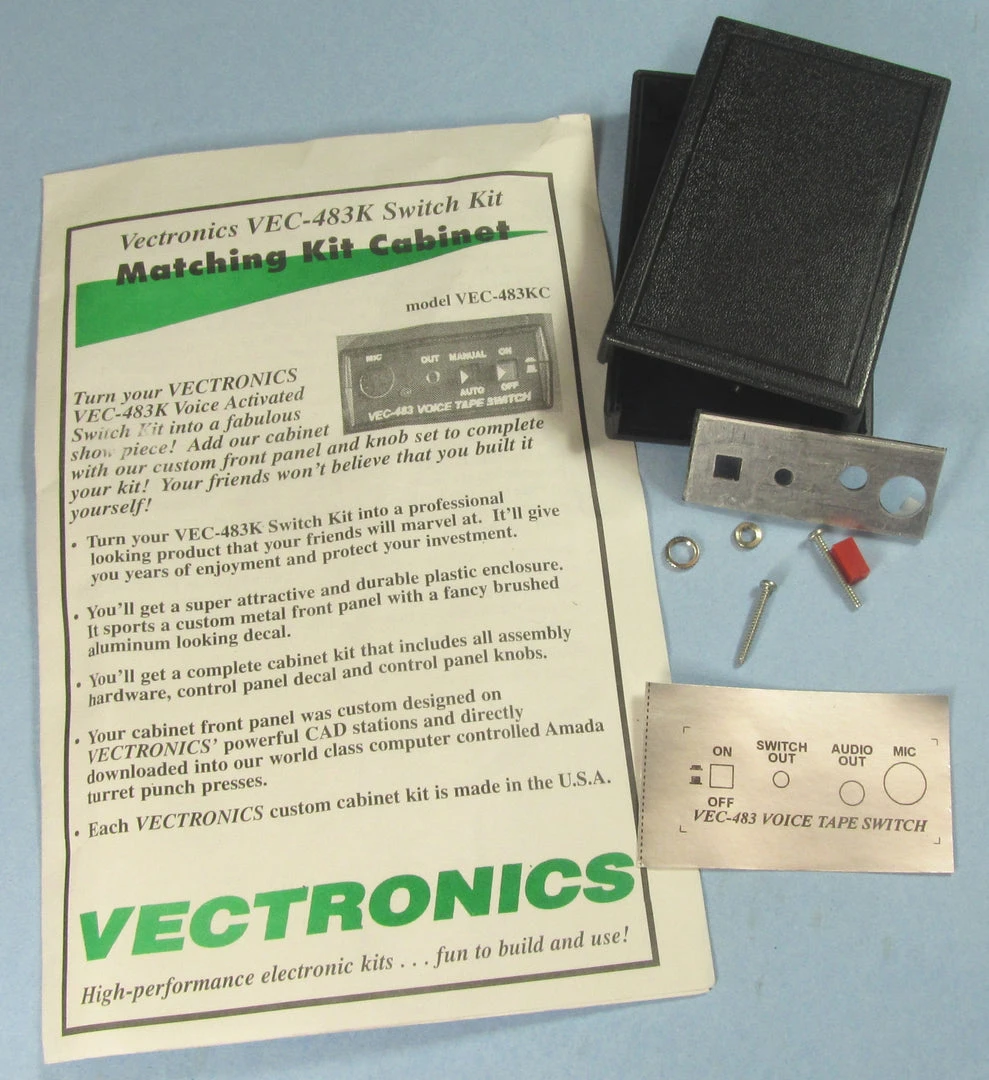 Vectronics VEC-483K Switch Kit
Matching Kit Cabinet
model VEC-483KC
MIC OUT MANUAL ON
AUTO OFF
VEC-483 VOICE TAPE SWITCH
Turn your VECTRONICS
VEC-483K Voice Activated
Switch Kit into a fabulous
show piece! Add our cabinet
with our custom front panel and knob set to complete
your kit! Your friends won't believe that you built it
yourself!
• Turn your VEC-483K Switch Kit into a professional
looking product that your friends will marvel at. It'll give
you years of enjoyment and protect your investment.
• You'll get a super attractive and durable plastic enclosure.
It sports a custom metal front panel with a fancy brushed
aluminum looking decal.
• You'll get a complete cabinet kit that includes all assembly
hardware, control panel decal and control panel knobs.
• Your cabinet front panel was custom designed on
VECTRONICS' powerful CAD stations and directly
downloaded into our world class computer controlled Amada
turret punch presses.
• Each VECTRONICS custom cabinet kit is made in the U.S.A.
VECTRONICS
High-performance electronic kits . . . fun to build and use!
ON SWITCH OUT AUDIO OUT MIC
OFF
VEC-483 VOICE TAPE SWITCH